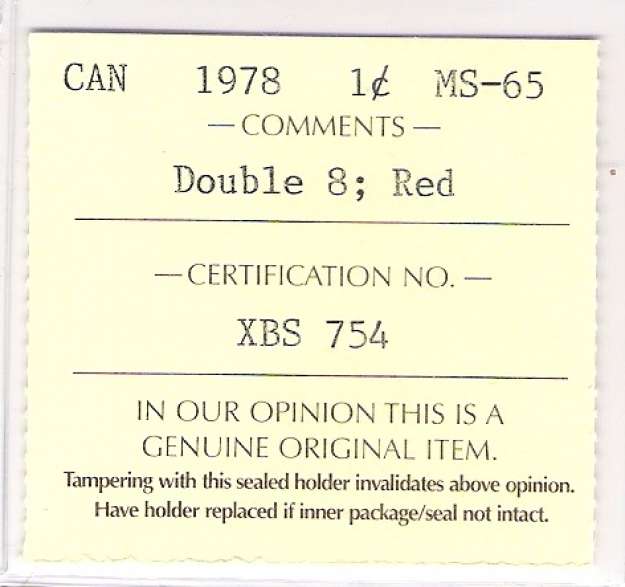 CAN 1978 1¢ MS-65
— COMMENTS —
Double 8; Red
— CERTIFICATION NO. —
XBS 754
IN OUR OPINION THIS IS A
GENUINE ORIGINAL ITEM.
Tampering with this sealed holder invalidates above opinion.
Have holder replaced if inner package/seal not intact.